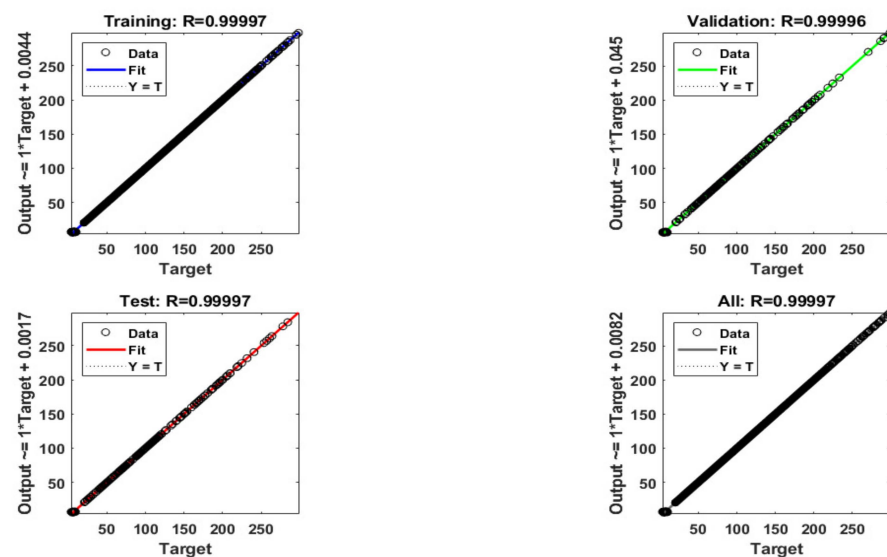 Training: R=0.99997
Output ~= 1*Target + 0.0044
Data
Fit
Y = T
250
200
150
100
50
50 100 150 200 250
Target
Validation: R=0.99996
Output ~= 1*Target + 0.045
Data
Fit
Y = T
250
200
150
100
50
50 100 150 200 250
Target
Test: R=0.99997
Output ~= 1*Target + 0.0017
Data
Fit
Y = T
250
200
150
100
50
50 100 150 200 250
Target
All: R=0.99997
Output ~= 1*Target + 0.0082
Data
Fit
Y = T
250
200
150
100
50
50 100 150 200 250
Target